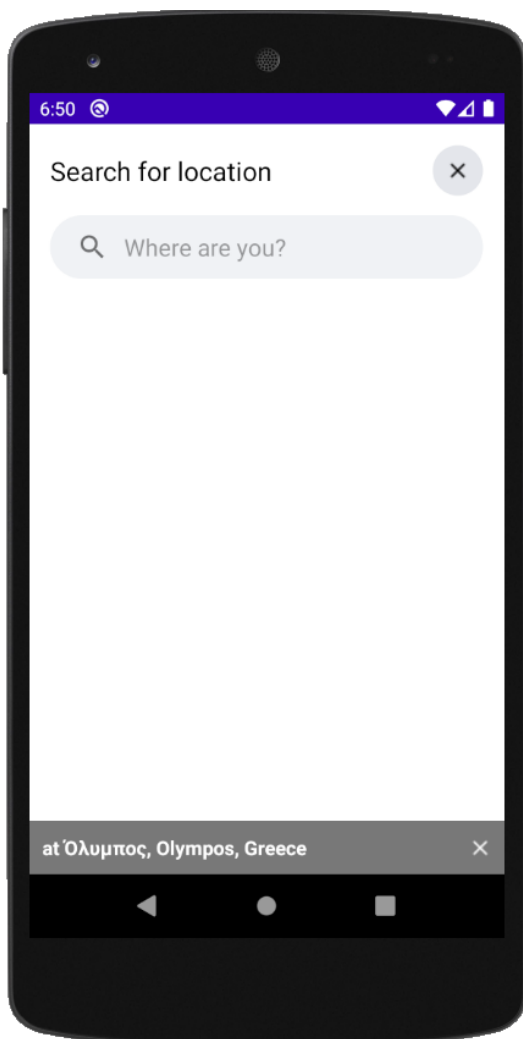 6:50
Search for location
Where are you?
at Όλυμπος, Olympos, Greece